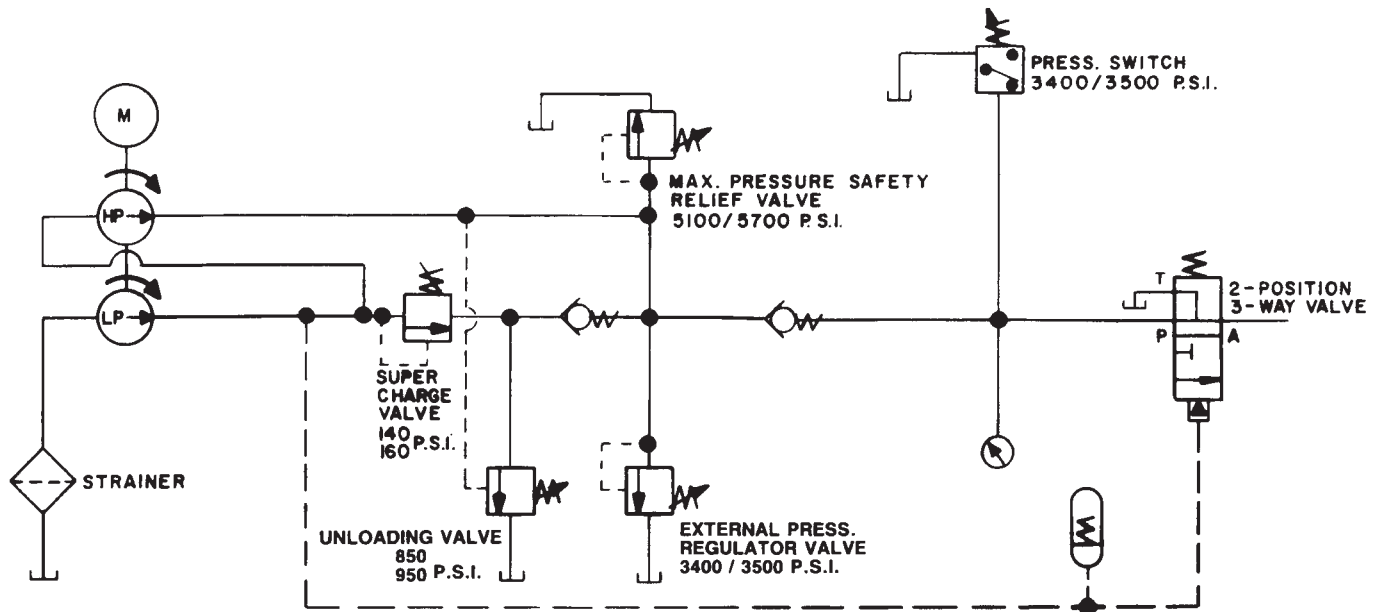 M
HP
LP
STRAINER
SUPER
CHARGE
VALVE
140
160 P.S.I.
UNLOADING VALVE
850
950 P.S.I.
MAX. PRESSURE SAFETY
RELIEF VALVE
5100/5700 P.S.I.
EXTERNAL PRESS.
REGULATOR VALVE
3400 / 3500 P.S.I.
PRESS. SWITCH
3400/3500 P.S.I.
T
P
A
2-POSITION
3-WAY VALVE